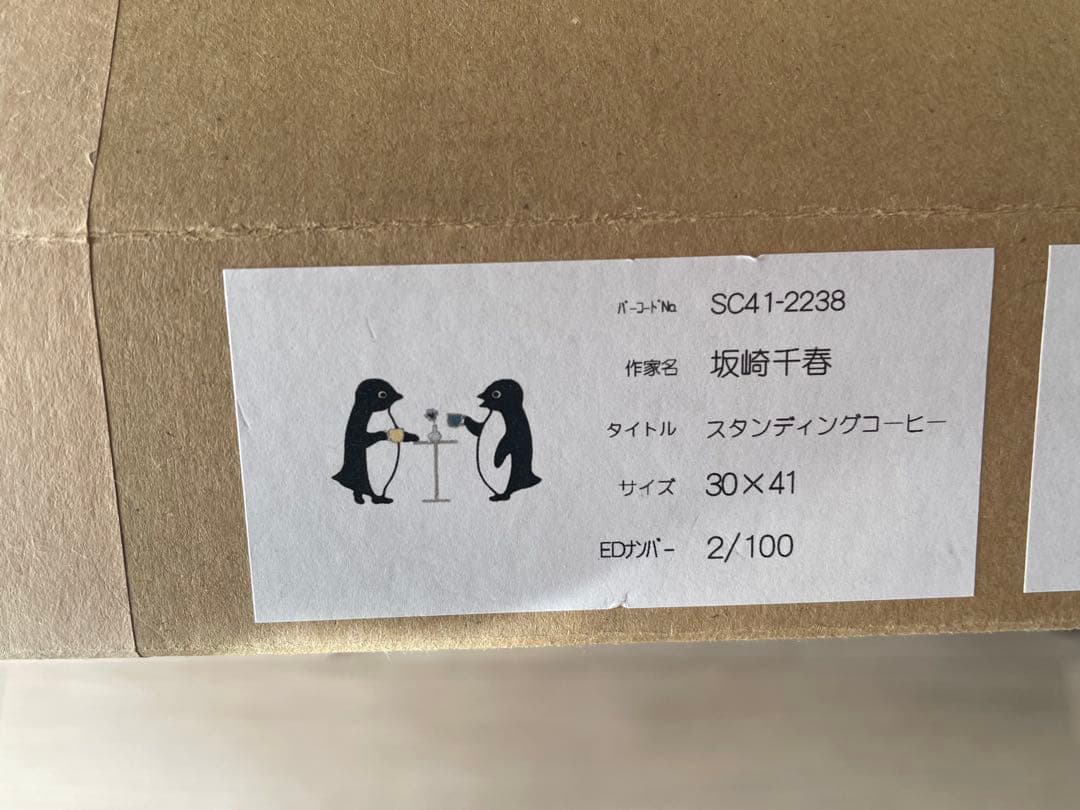 ﾊﾞｰｺｰﾄﾞNo. SC41-2238
作家名 坂崎千春
タイトル スタンディングコーヒー
サイズ 30×41
EDﾅﾝﾊﾞｰ 2/100